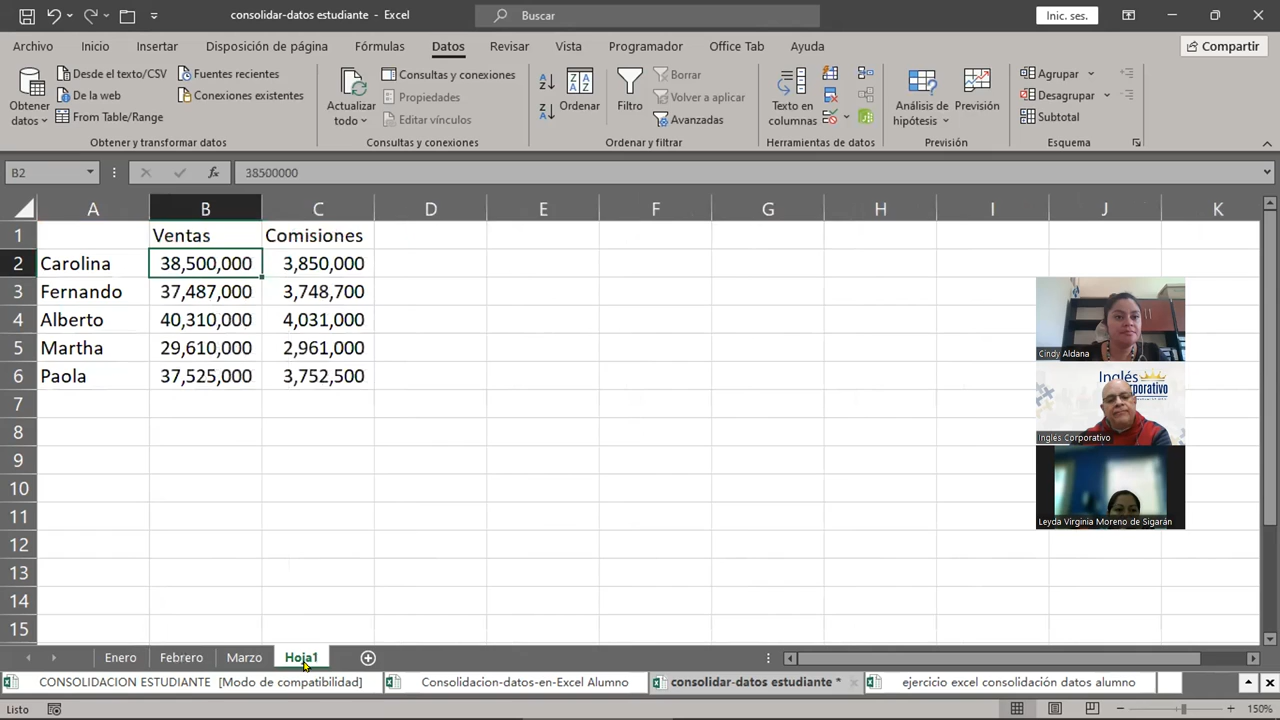 consolidar-datos estudiante - Excel
Buscar
Inic. ses.
Archivo Inicio Insertar Disposición de página Fórmulas Datos Revisar Vista Programador Office Tab Ayuda
Compartir
Obtener datos
Desde el texto/CSV
De la web
From Table/Range
Fuentes recientes
Conexiones existentes
Obtener y transformar datos
Actualizar todo
Consultas y conexiones
Propiedades
Editar vínculos
Consultas y conexiones
Ordenar
Filtro
Borrar
Volver a aplicar
Avanzadas
Ordenar y filtrar
Texto en columnas
Herramientas de datos
Análisis de hipótesis
Previsión
Previsión
Agrupar
Desagrupar
Subtotal
Esquema
B2
fx
38500000
A B C D E F G H I J K
1 Ventas Comisiones
2 Carolina 38,500,000 3,850,000
3 Fernando 37,487,000 3,748,700
4 Alberto 40,310,000 4,031,000
5 Martha 29,610,000 2,961,000
6 Paola 37,525,000 3,752,500
7
8
9
10
11
12
13
14
15
Cindy Aldana
Inglés
Corporativo
Inglés Corporativo
Leyda Virginia Moreno de Sigarán
Enero Febrero Marzo Hoja1
CONSOLIDACION ESTUDIANTE [Modo de compatibilidad]
Consolidacion-datos-en-Excel Alumno
consolidar-datos estudiante *
ejercicio excel consolidación datos alumno
Listo
150%